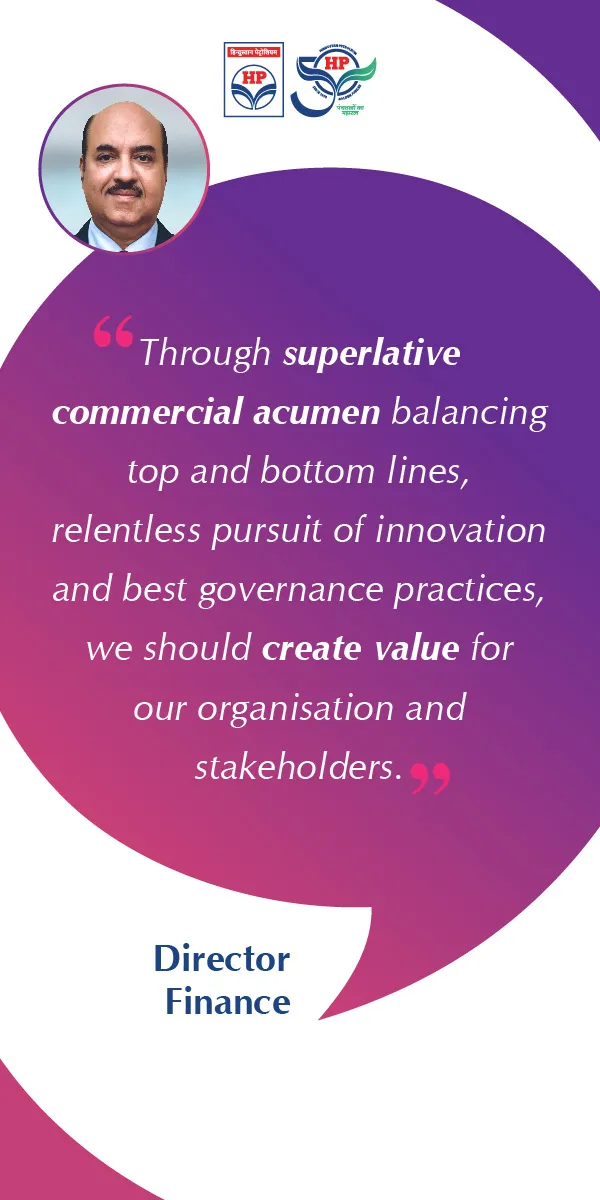 हिन्दुस्तान पेट्रोलियम
HP
HP
“Through superlative
commercial acumen balancing
top and bottom lines,
relentless pursuit of innovation
and best governance practices,
we should create value for
our organisation and
stakeholders.”
Director
Finance